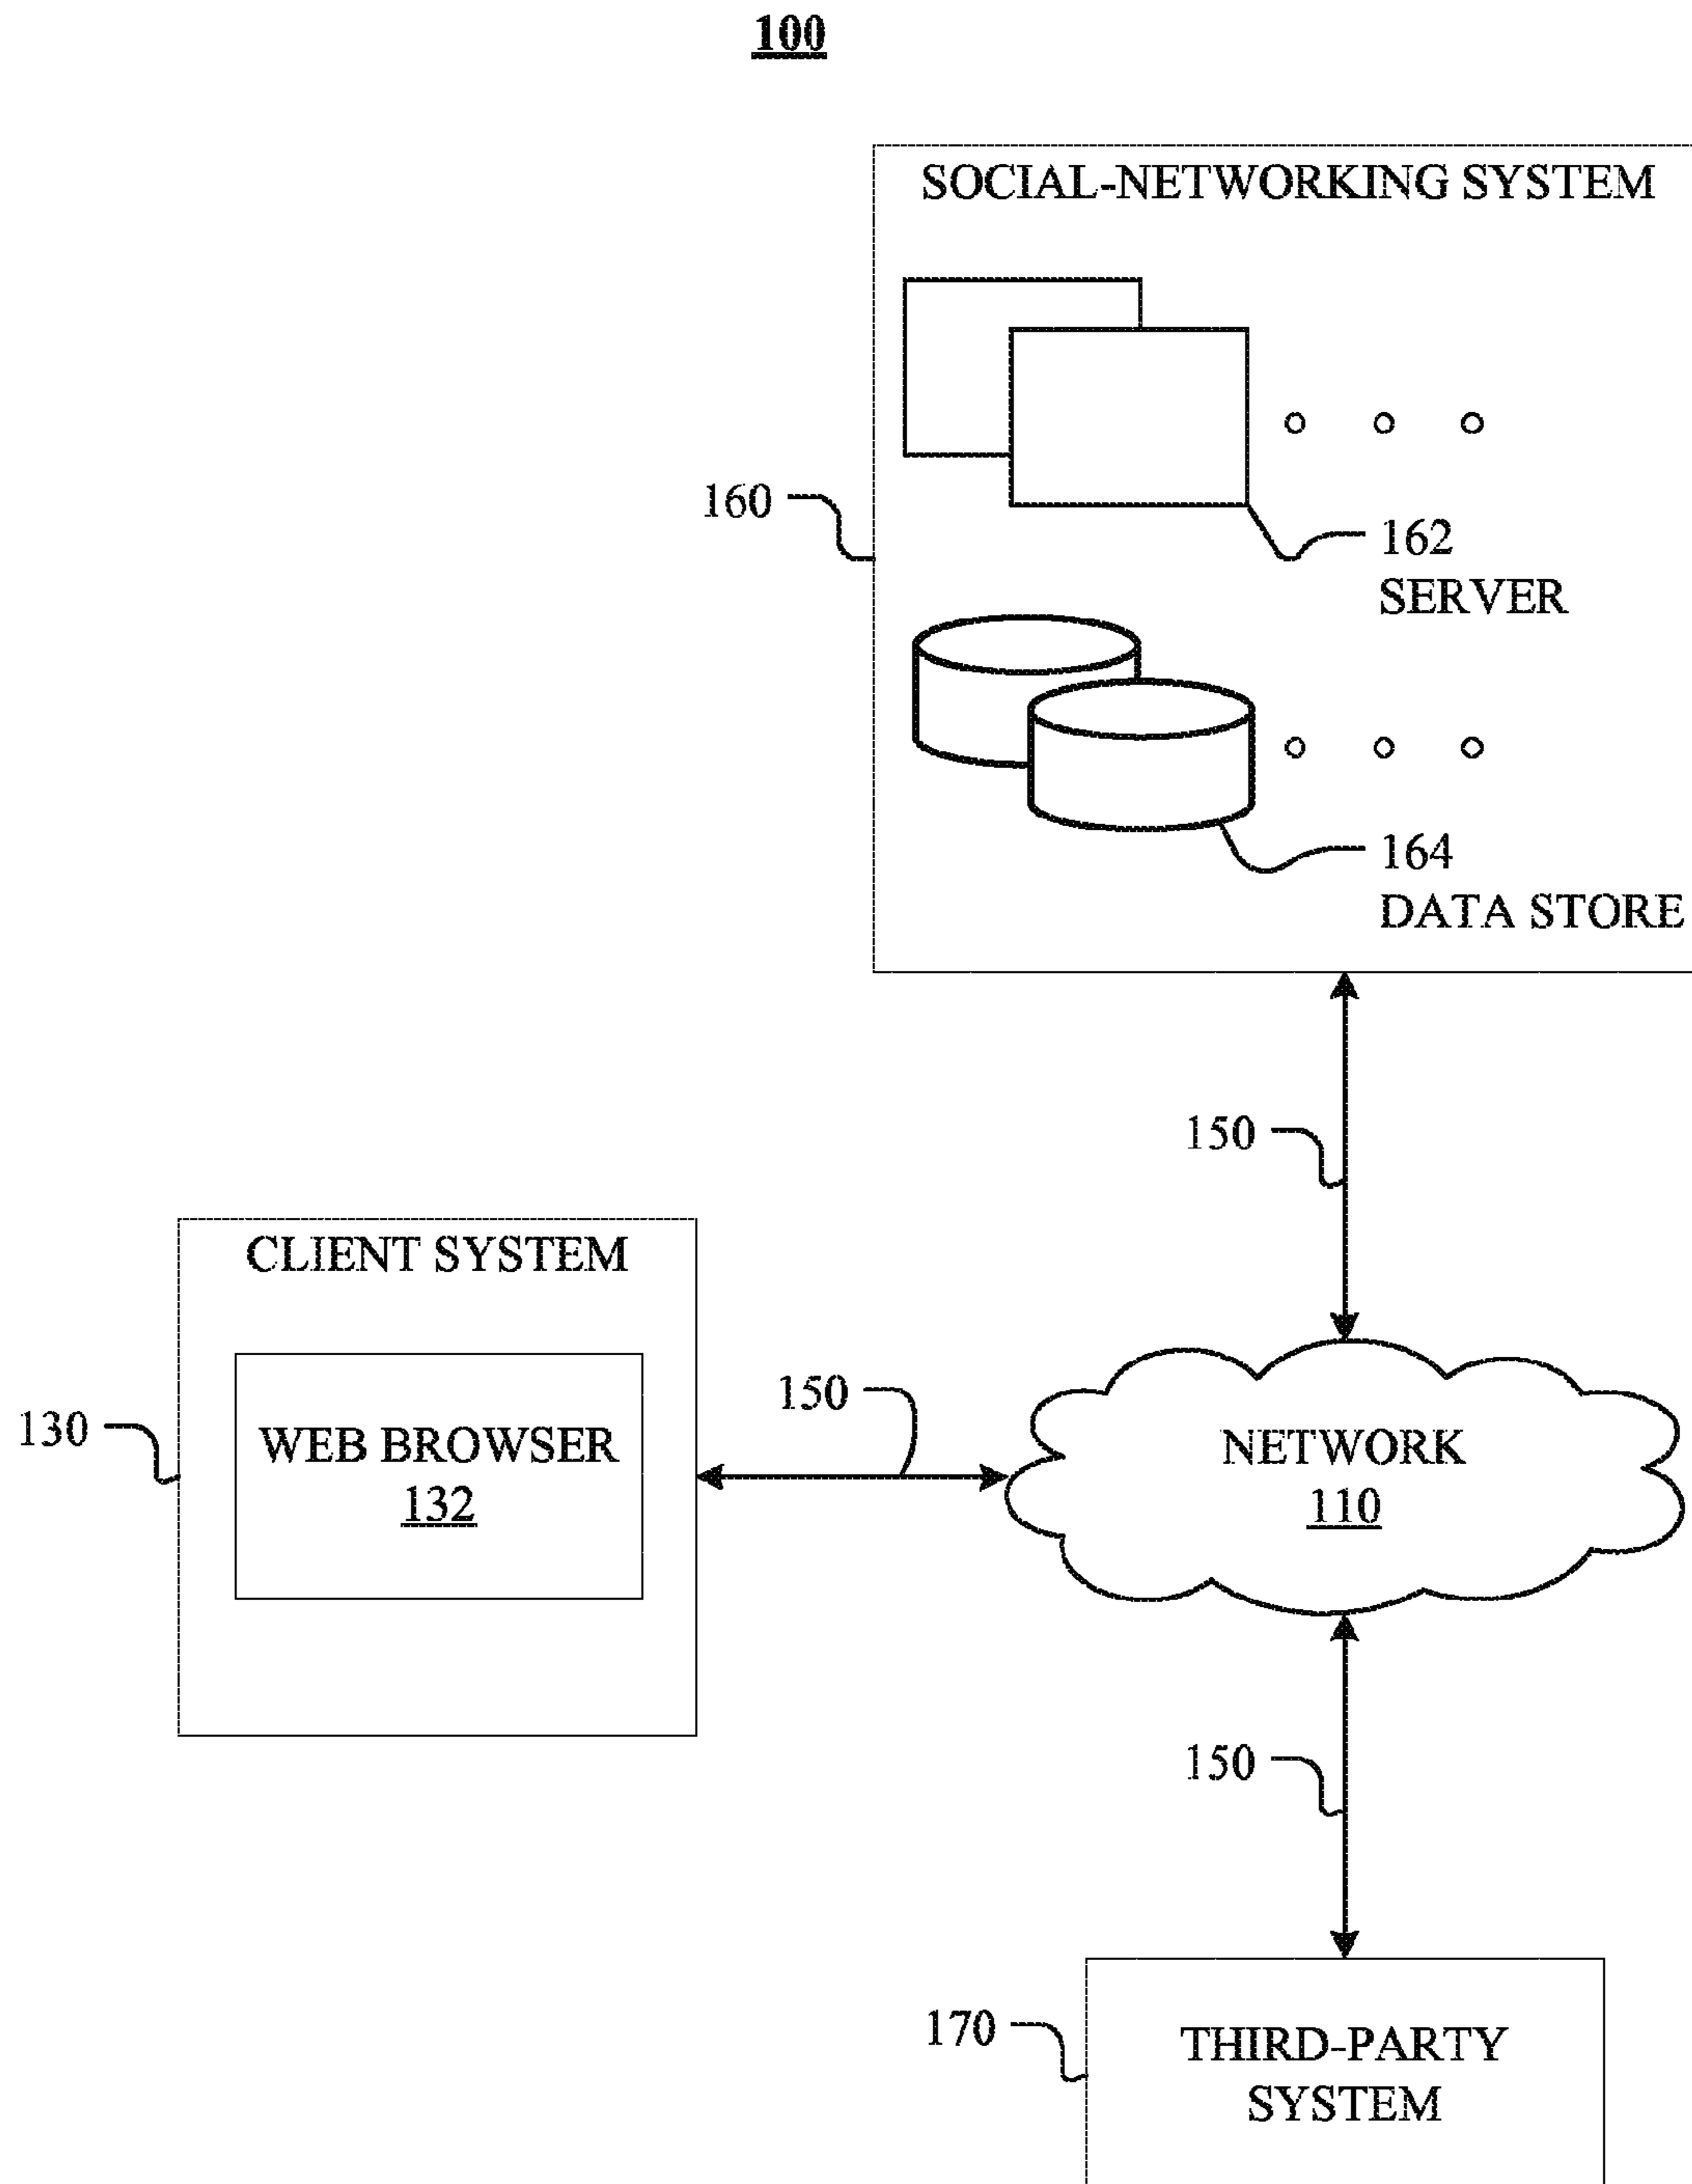 100
SOCIAL-NETWORKING SYSTEM
160
162
SERVER
164
DATA STORE
150
CLIENT SYSTEM
130
WEB BROWSER
132
150
NETWORK
110
150
170
THIRD-PARTY
SYSTEM